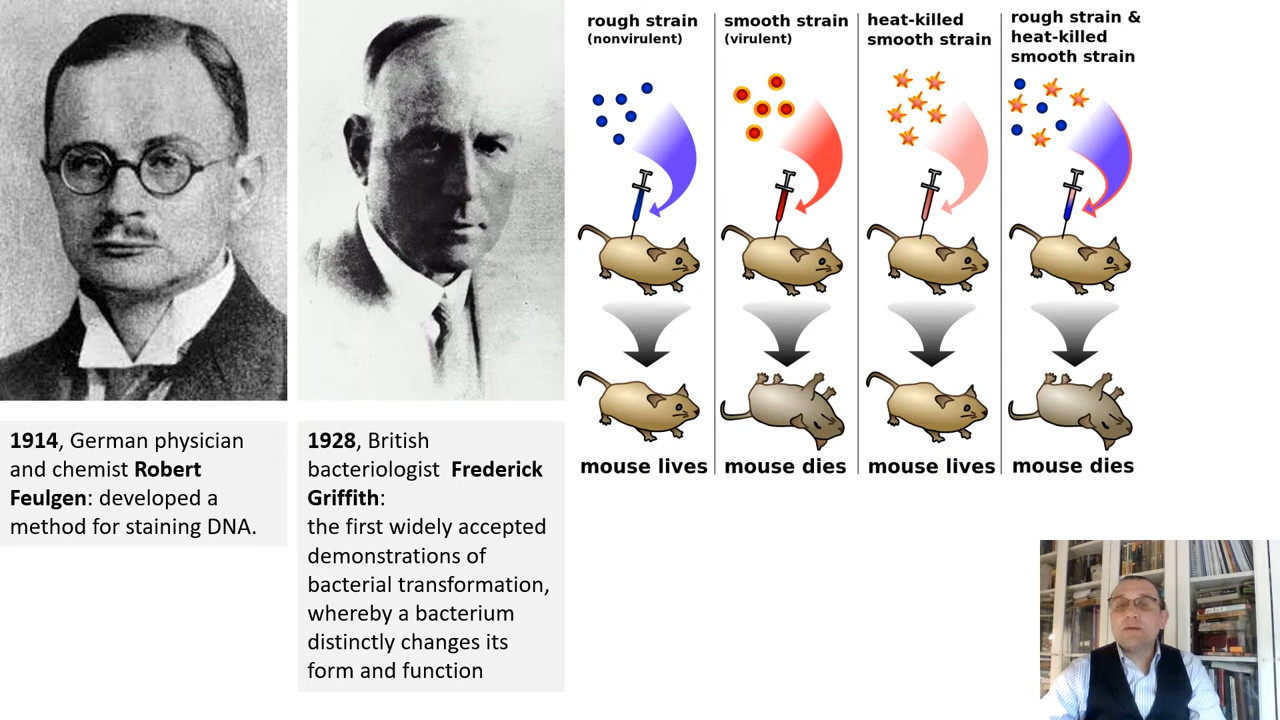 1914, German physician
and chemist Robert
Feulgen: developed a
method for staining DNA.
1928, British
bacteriologist Frederick
Griffith:
the first widely accepted
demonstrations of
bacterial transformation,
whereby a bacterium
distinctly changes its
form and function
rough strain
(nonvirulent)
mouse lives
smooth strain
(virulent)
mouse dies
heat-killed
smooth strain
mouse lives
rough strain &
heat-killed
smooth strain
mouse dies